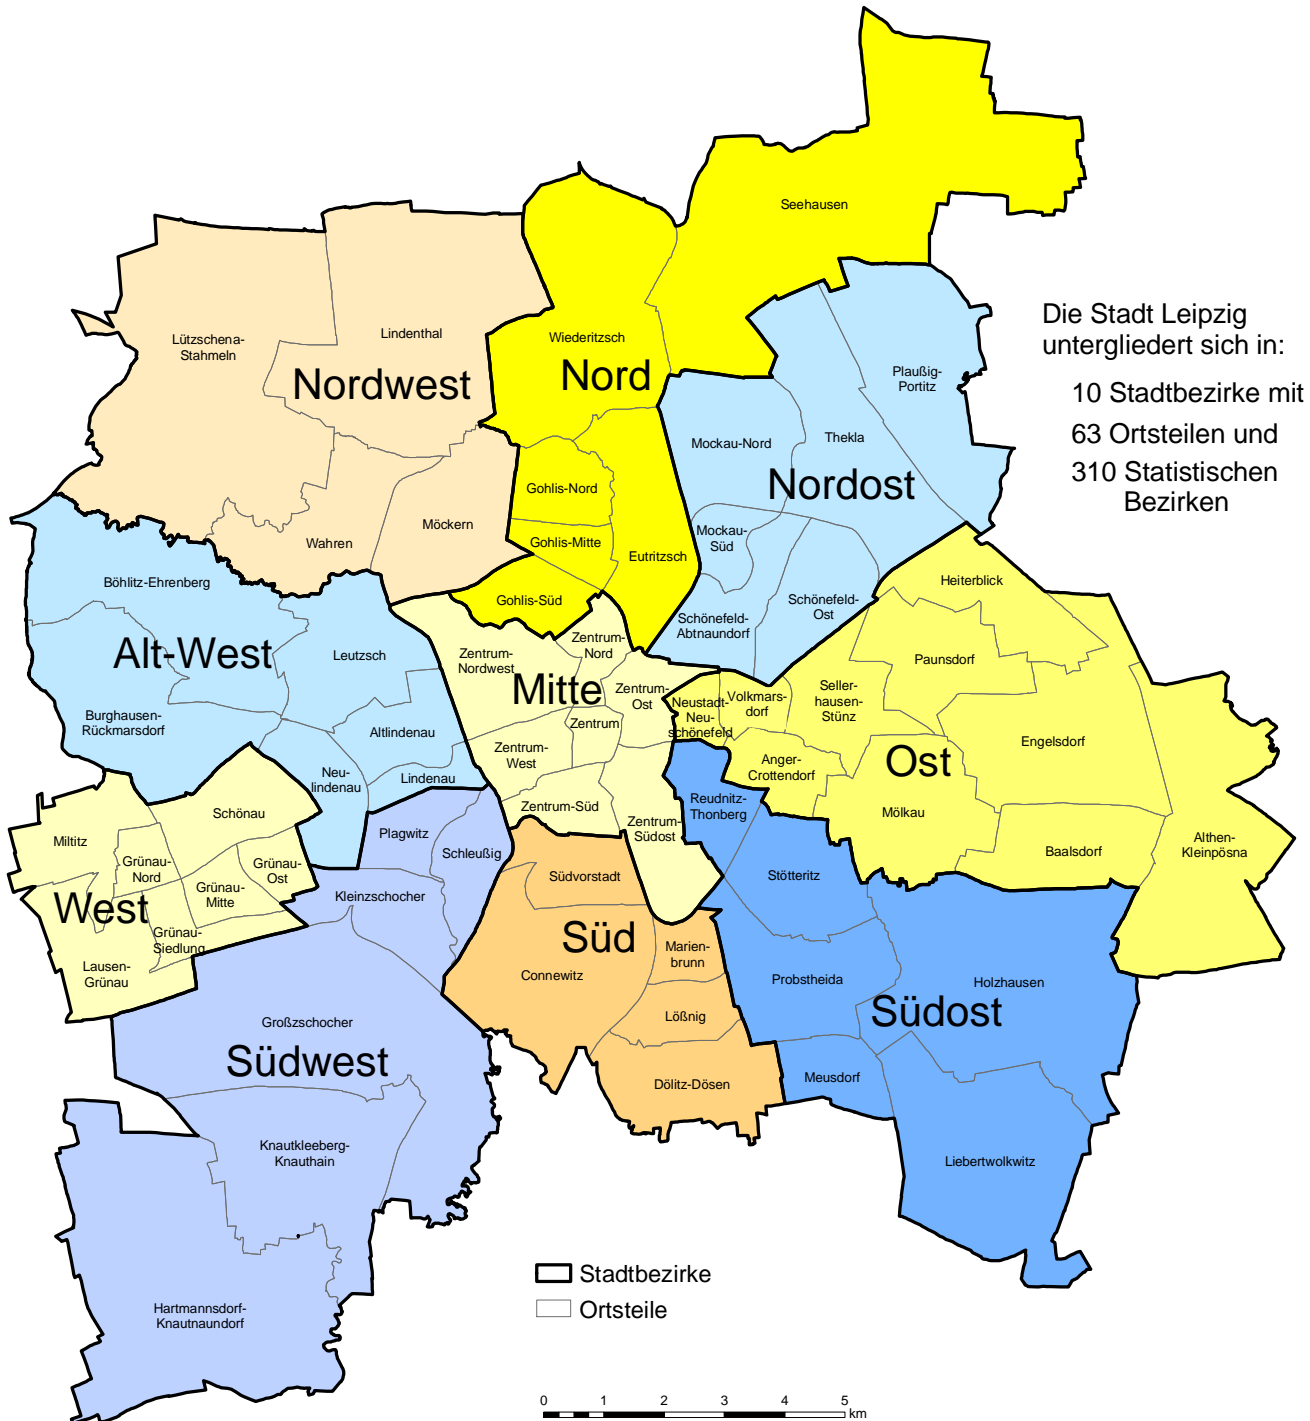 Seehausen
Die Stadt Leipzig
untergliedert sich in:
10 Stadtbezirke mit
63 Ortsteilen und
310 Statistischen
Bezirken
Lützschena-
Stahmeln
Lindenthal
Nordwest
Wahren
Möckern
Wiederitzsch
Nord
Gohlis-Nord
Gohlis-Mitte
Gohlis-Süd
Eutritzsch
Plaußig-
Portitz
Mockau-Nord
Thekla
Nordost
Mockau-
Süd
Schönefeld-
Abtnaundorf
Schönefeld-
Ost
Böhlitz-Ehrenberg
Alt-West
Leutzsch
Burghausen-
Rückmarsdorf
Altlindenau
Neu-
lindenau
Lindenau
Zentrum-
Nordwest
Zentrum-
Nord
Mitte
Zentrum-
Ost
Zentrum
Zentrum-
West
Zentrum-Süd
Zentrum-
Südost
Heiterblick
Paunsdorf
Neustadt-
Neu-
schönefeld
Volkmars-
dorf
Seller-
hausen-
Stünz
Engelsdorf
Anger-
Crottendorf
Ost
Mölkau
Baalsdorf
Althen-
Kleinpösna
Miltitz
Schönau
Grünau-
Nord
Grünau-
Ost
Grünau-
Mitte
West
Grünau-
Siedlung
Lausen-
Grünau
Plagwitz
Schleußig
Kleinzschocher
Großzschocher
Südwest
Knautkleeberg-
Knauthain
Hartmannsdorf-
Knautnaundorf
Südvorstadt
Süd
Connewitz
Marien-
brunn
Lößnig
Dölitz-Dösen
Reudnitz-
Thonberg
Stötteritz
Probstheida
Holzhausen
Südost
Meusdorf
Liebertwolkwitz
Stadtbezirke
Ortsteile
0 1 2 3 4 5
km